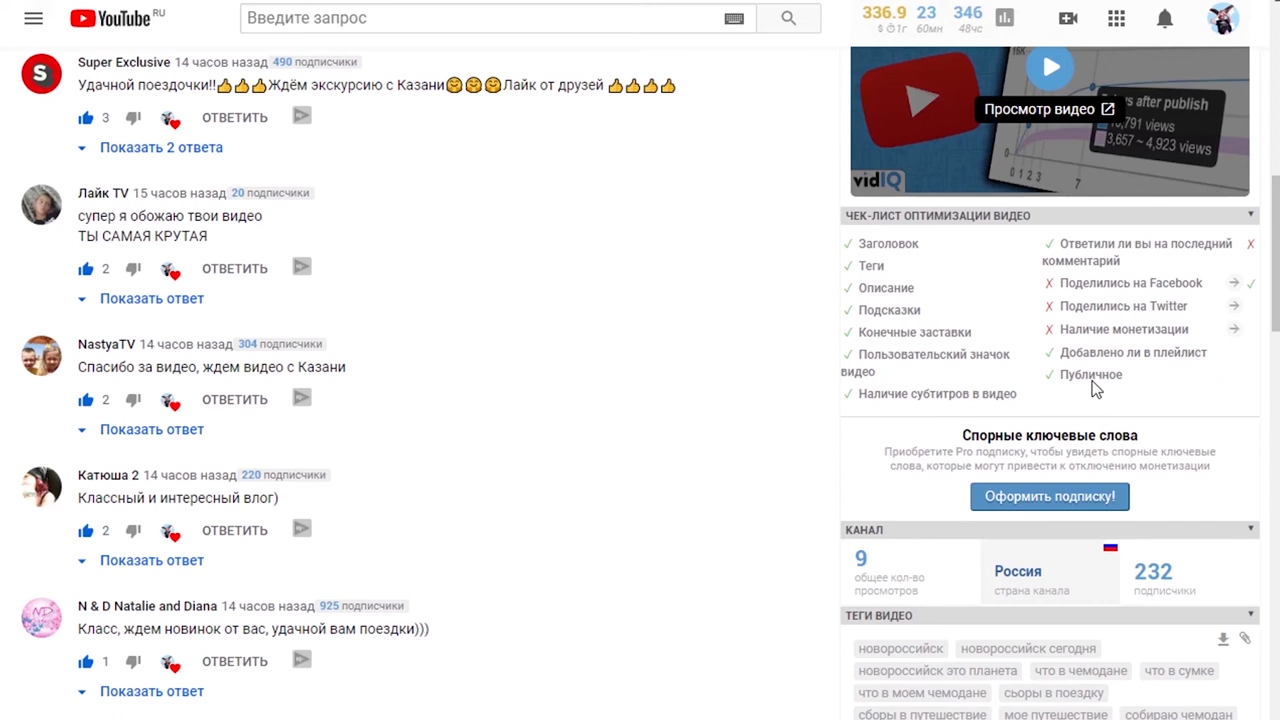 YouTube RU
Введите запрос
336.9 23 346
$ 1г 60мн 48чс
Super Exclusive 14 часов назад 490 подписчики
Удачной поездочки!!👍👍👍Ждём экскурсию с Казани🤗🤗🤗Лайк от друзей 👍👍👍👍
3 ОТВЕТИТЬ
Показать 2 ответа
Лайк TV 15 часов назад 20 подписчики
супер я обожаю твои видео
ТЫ САМАЯ КРУТАЯ
2 ОТВЕТИТЬ
Показать ответ
NastyaTV 14 часов назад 304 подписчики
Спасибо за видео, ждем видео с Казани
2 ОТВЕТИТЬ
Показать ответ
Катюша 2 14 часов назад 220 подписчики
Классный и интересный влог)
2 ОТВЕТИТЬ
Показать ответ
N & D Natalie and Diana 14 часов назад 925 подписчики
Класс, ждем новинок от вас, удачной вам поездки)))
1 ОТВЕТИТЬ
Показать ответ
16K
days after publish
Просмотр видео
10,791 views
3,657 ~ 4,923 views
0 1 2 3 7
vidIQ
ЧЕК-ЛИСТ ОПТИМИЗАЦИИ ВИДЕО
Заголовок
Теги
Описание
Подсказки
Конечные заставки
Пользовательский значок
видео
Наличие субтитров в видео
Ответили ли вы на последний
комментарий
Поделились на Facebook
Поделились на Twitter
Наличие монетизации
Добавлено ли в плейлист
Публичное
Спорные ключевые слова
Приобретите Pro подписку, чтобы увидеть спорные ключевые
слова, которые могут привести к отключению монетизации
Оформить подписку!
КАНАЛ
9 Россия 232
общее кол-во
просмотров страна канала подписчики
ТЕГИ ВИДЕО
новороссийск новороссийск сегодня
новороссийск это планета что в чемодане что в сумке
что в моем чемодане сьоры в поездку
сборы в путешествие мое путешествие собираю чемодан